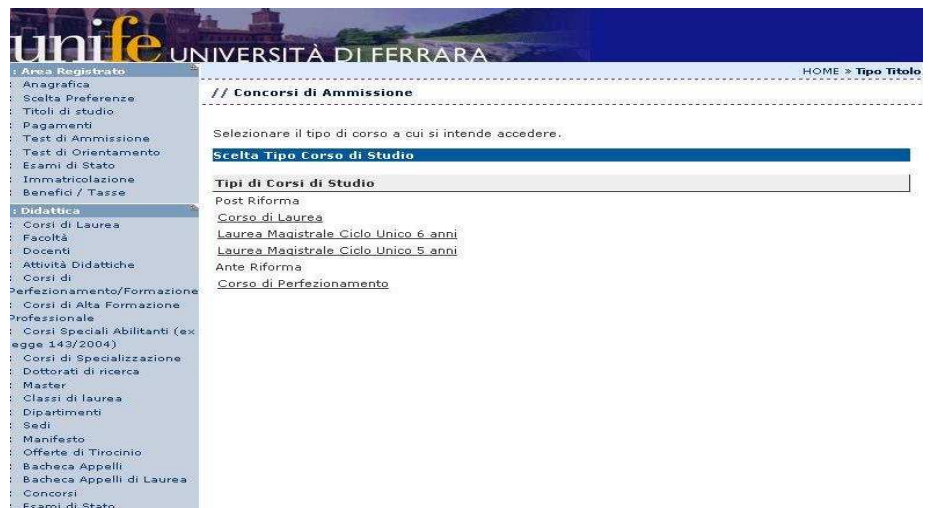 unife UNIVERSITÀ DI FERRARA
HOME » Tipo Titolo
: Area Registrato
: Anagrafica
: Scelta Preferenze
: Titoli di studio
: Pagamenti
: Test di Ammissione
: Test di Orientamento
: Esami di Stato
: Immatricolazione
: Benefici / Tasse
: Didattica
: Corsi di Laurea
: Facoltà
: Docenti
: Attività Didattiche
: Corsi di
Perfezionamento/Formazione
: Corsi di Alta Formazione
Professionale
: Corsi Speciali Abilitanti (ex
legge 143/2004)
: Corsi di Specializzazione
: Dottorati di ricerca
: Master
: Classi di laurea
: Dipartimenti
: Sedi
: Manifesto
: Offerte di Tirocinio
: Bacheca Appelli
: Bacheca Appelli di Laurea
: Concorsi
: Esami di Stato
// Concorsi di Ammissione
Selezionare il tipo di corso a cui si intende accedere.
Scelta Tipo Corso di Studio
Tipi di Corsi di Studio
Post Riforma
Corso di Laurea
Laurea Magistrale Ciclo Unico 6 anni
Laurea Magistrale Ciclo Unico 5 anni
Ante Riforma
Corso di Perfezionamento